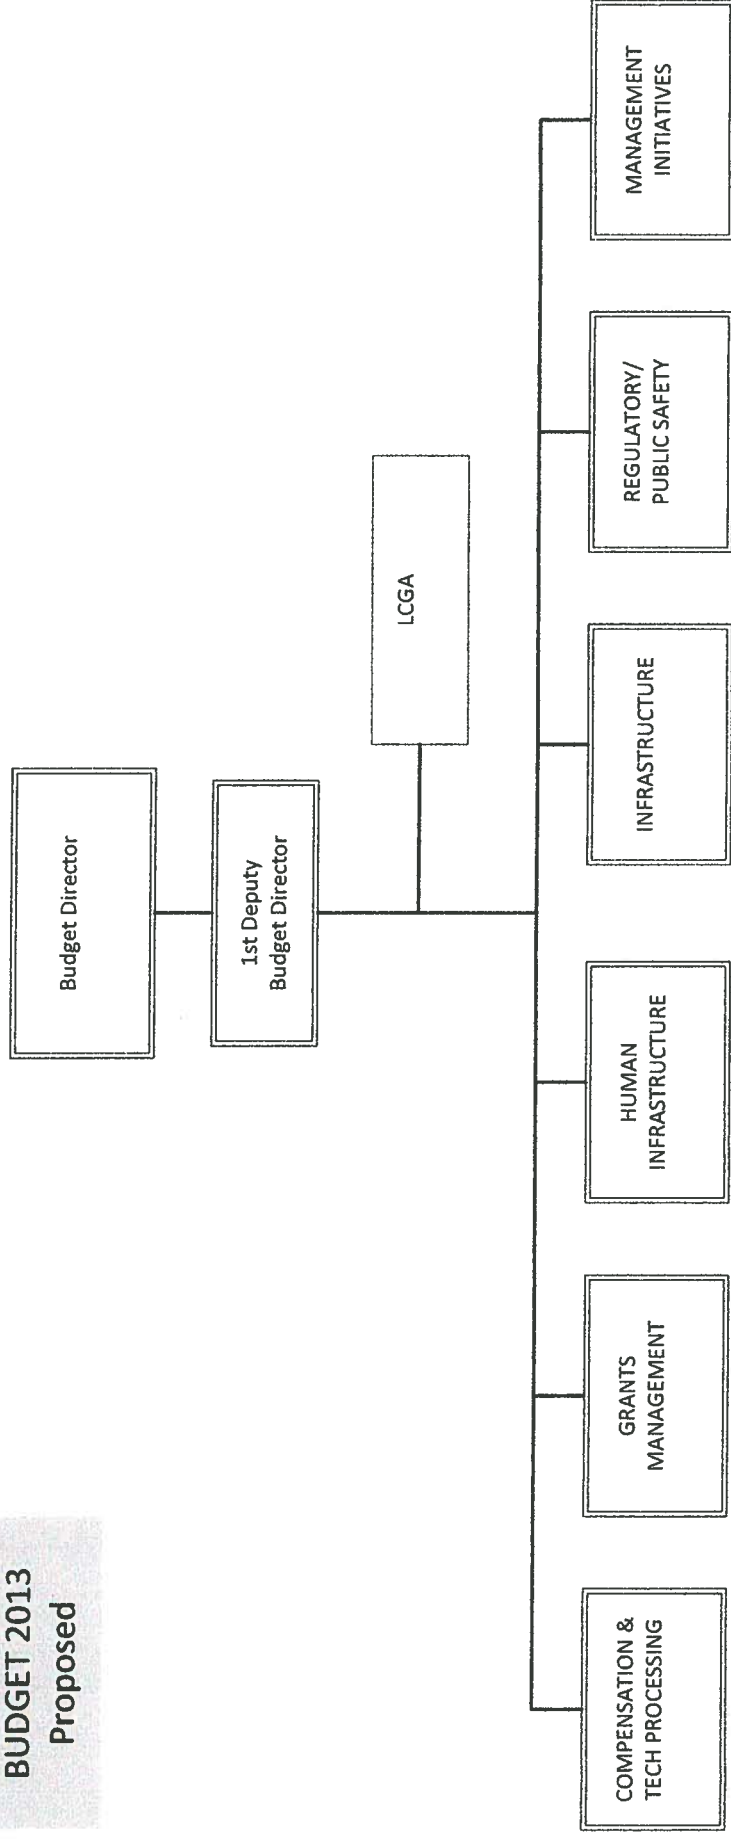 BUDGET 2013
Proposed
Budget Director
1st Deputy
Budget Director
LCGA
COMPENSATION &
TECH PROCESSING
GRANTS
MANAGEMENT
HUMAN
INFRASTRUCTURE
INFRASTRUCTURE
REGULATORY/
PUBLIC SAFETY
MANAGEMENT
INITIATIVES